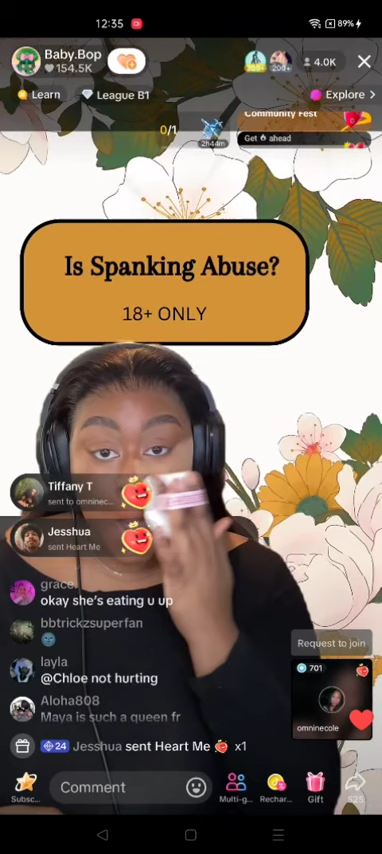 12:35
89%
Baby.Bop
154.5K
200+
200+
4.0K
Learn
League B1
Explore >
Community Fest
0/1
Get ahead
2h44m
Is Spanking Abuse?
18+ ONLY
Tiffany T
sent to omninec...
Jesshua
sent Heart Me
grace.
okay she's eating u up
bbtrickzsuperfan
layla
@Chloe not hurting
Request to join
701
Aloha808
Maya is such a queen fr
omninecole
24 Jesshua sent Heart Me x1
Comment
Subsc...
Multi-g...
Rechar...
Gift
525